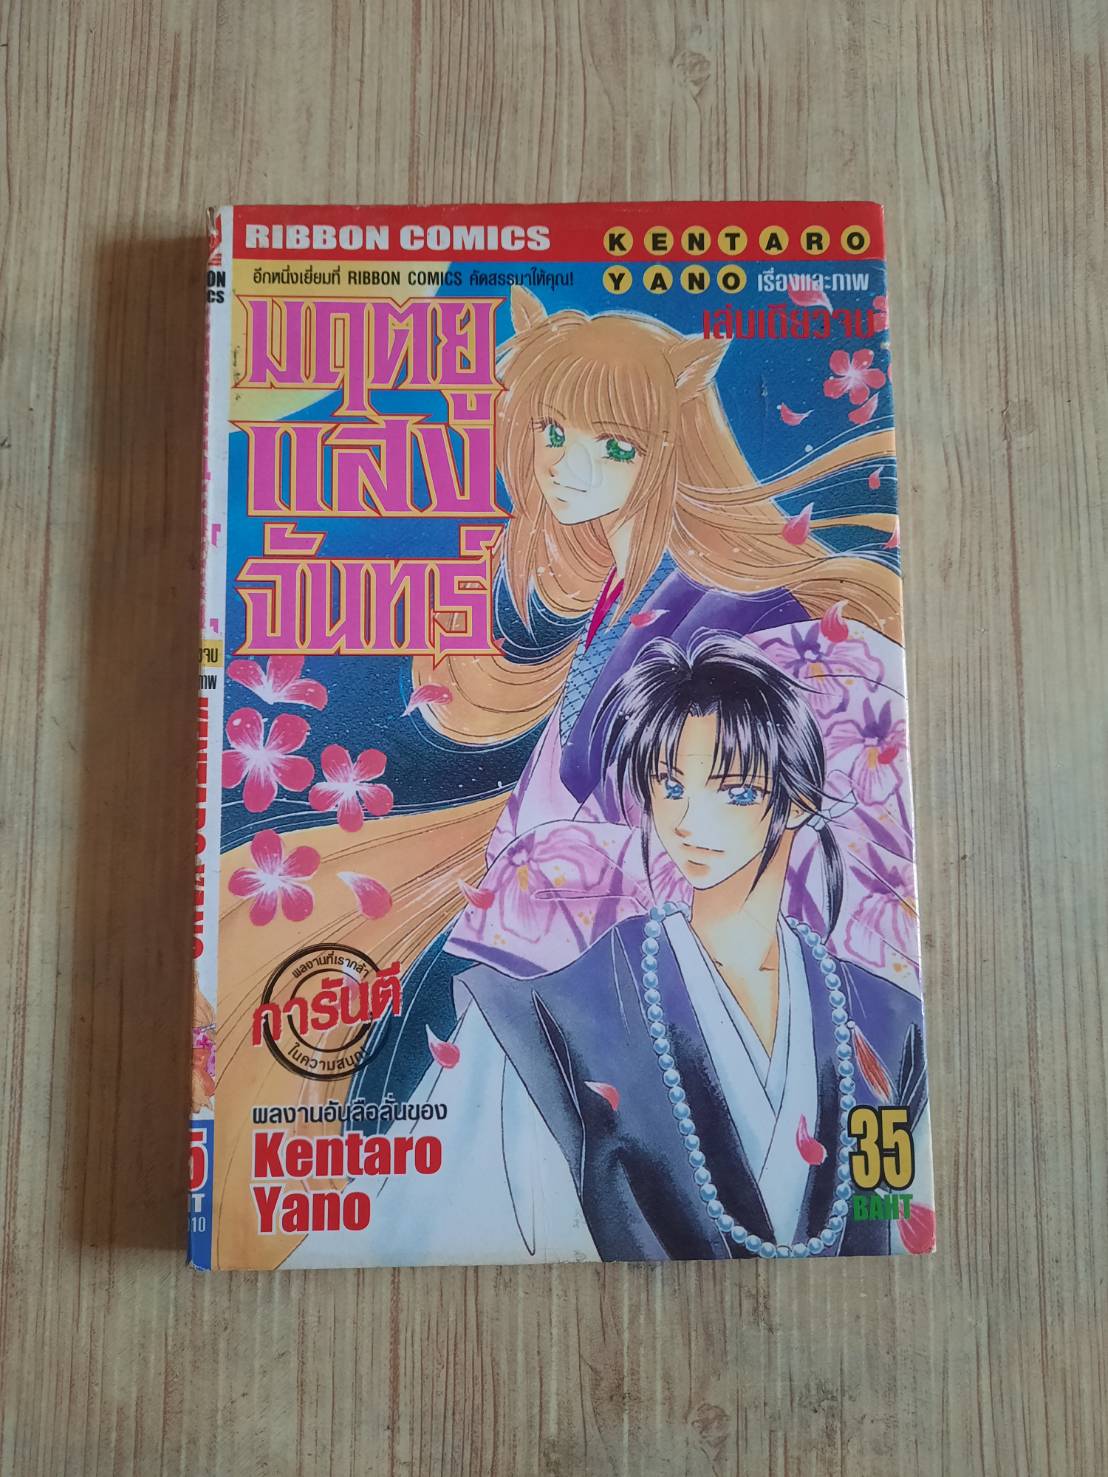 RIBBON COMICS
KENTARO
YANO เรื่องและภาพ
อีกหนึ่งเยี่ยมที่ RIBBON COMICS คัดสรรมาให้คุณ!
เล่มเดียวจบ
มฤตยู
แสง
จันทร์
ผลงานที่เรากล้า
การันตี
ในความสนุก
ผลงานอันลือลั่นของ
Kentaro
Yano
35
BAHT